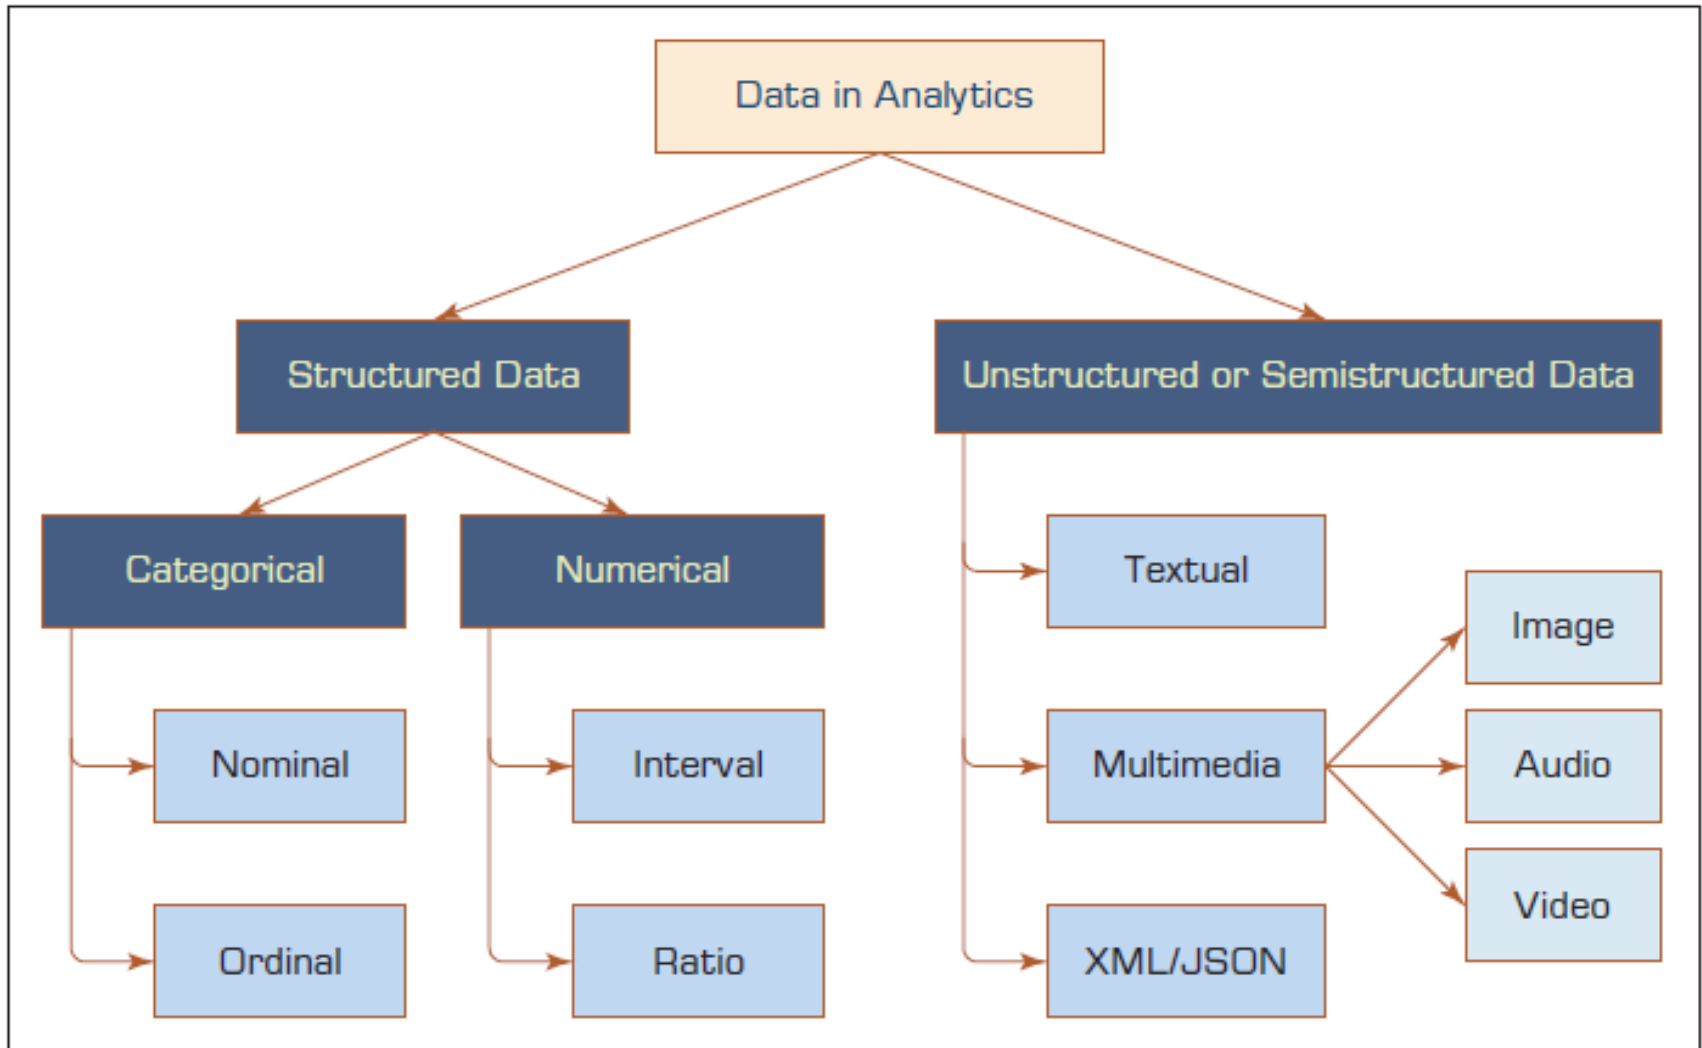 Data in Analytics
Structured Data
Unstructured or Semistructured Data
Categorical
Numerical
Textual
Image
Nominal
Interval
Multimedia
Audio
Video
Ordinal
Ratio
XML/JSON